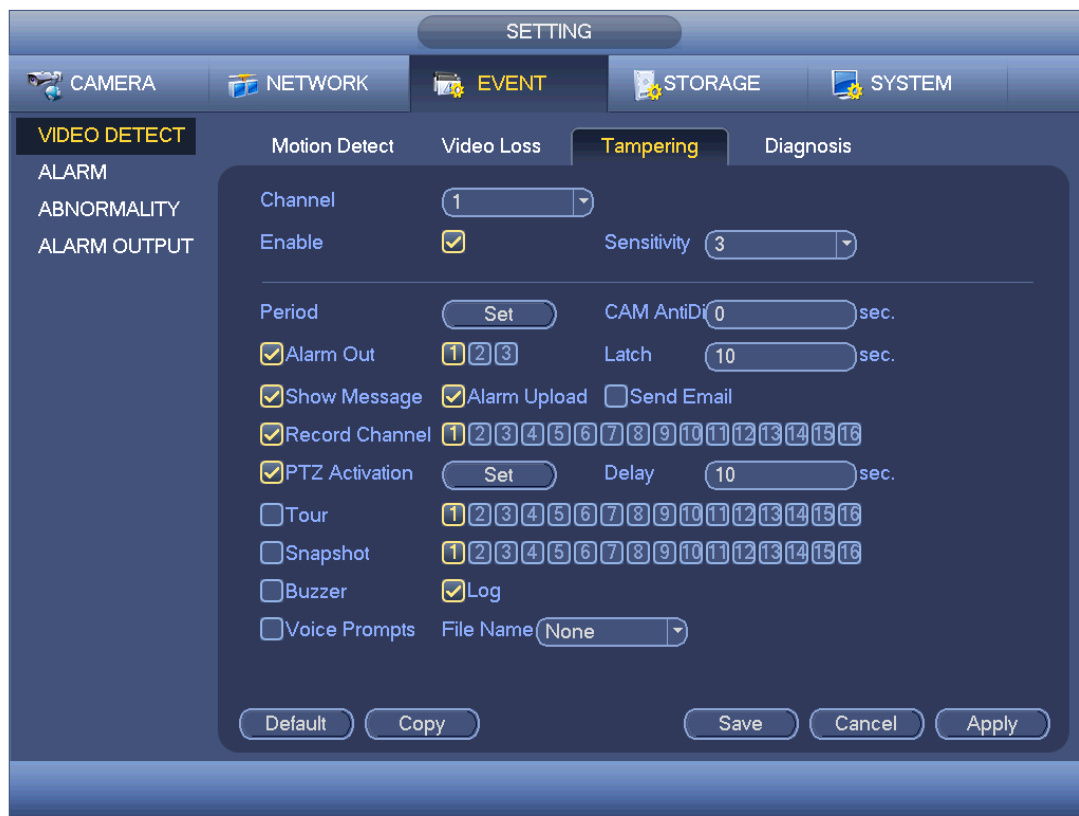 SETTING
CAMERA NETWORK EVENT STORAGE SYSTEM
VIDEO DETECT
ALARM
ABNORMALITY
ALARM OUTPUT
Motion Detect Video Loss Tampering Diagnosis
Channel 1
Enable Sensitivity 3
Period Set CAM AntiDi 0 sec.
Alarm Out 1 2 3 Latch 10 sec.
Show Message Alarm Upload Send Email
Record Channel 1 2 3 4 5 6 7 8 9 10 11 12 13 14 15 16
PTZ Activation Set Delay 10 sec.
Tour 1 2 3 4 5 6 7 8 9 10 11 12 13 14 15 16
Snapshot 1 2 3 4 5 6 7 8 9 10 11 12 13 14 15 16
Buzzer Log
Voice Prompts File Name None
Default Copy Save Cancel Apply